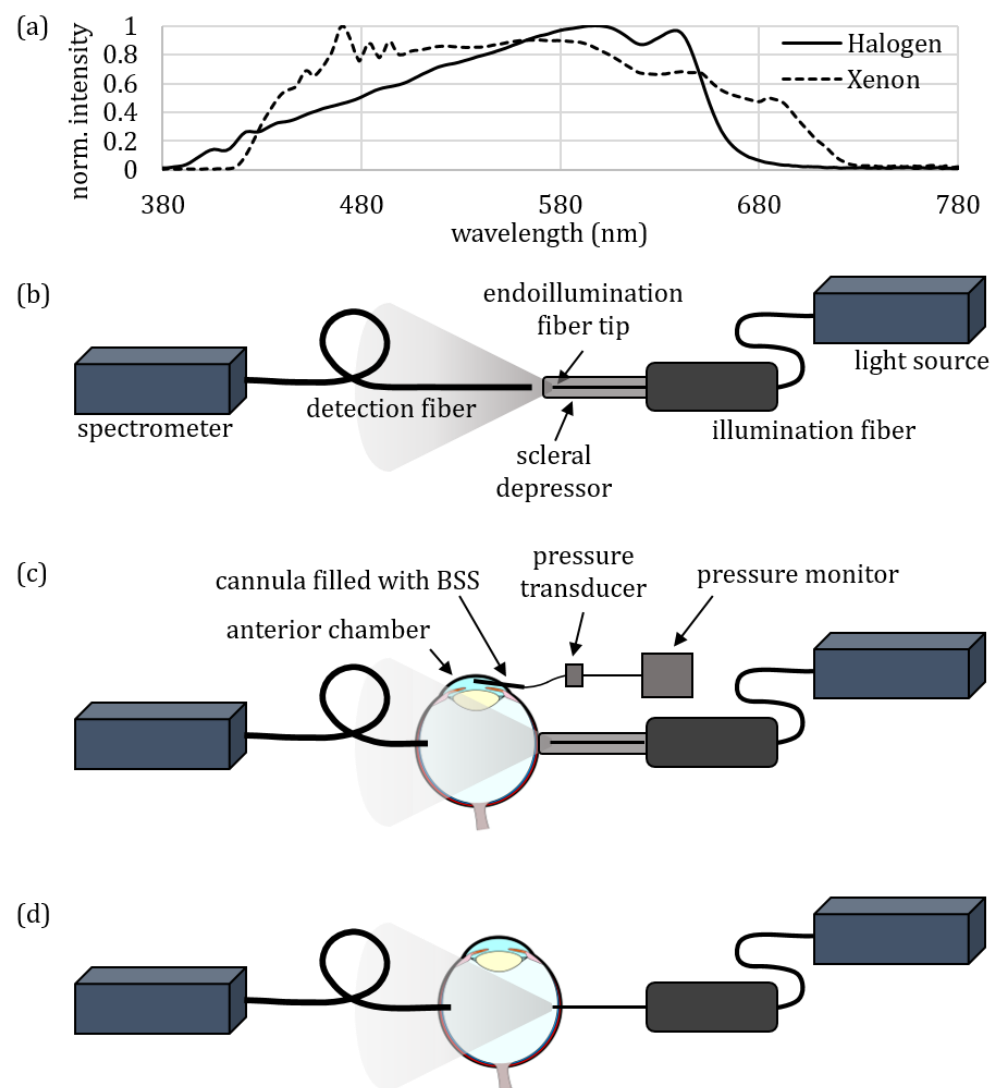 (a)
1
0.8
0.6
0.4
0.2
0
norm. intensity
Halogen
Xenon
380
480
580
680
780
wavelength (nm)
(b)
endoillumination
fiber tip
light source
detection fiber
spectrometer
illumination fiber
scleral
depressor
(c)
pressure
transducer
pressure monitor
cannula filled with BSS
anterior chamber
(d)